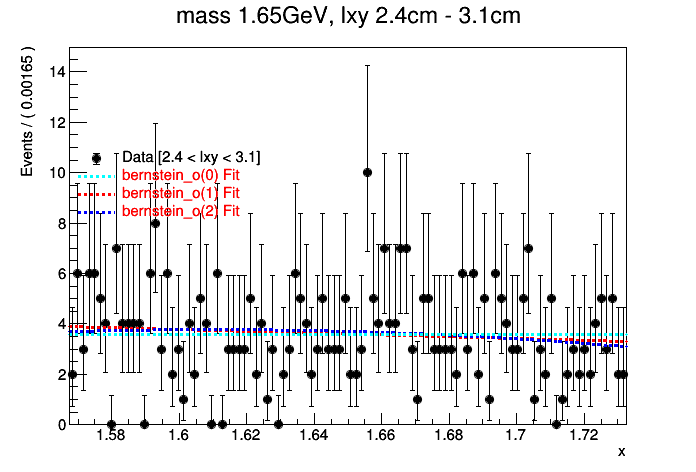 mass 1.65GeV, lxy 2.4cm - 3.1cm
Events / ( 0.00165 )
14
12
10
8
6
4
2
0
Data [2.4 < lxy < 3.1]
bernstein_o(0) Fit
bernstein_o(1) Fit
bernstein_o(2) Fit
1.58 1.6 1.62 1.64 1.66 1.68 1.7 1.72
x